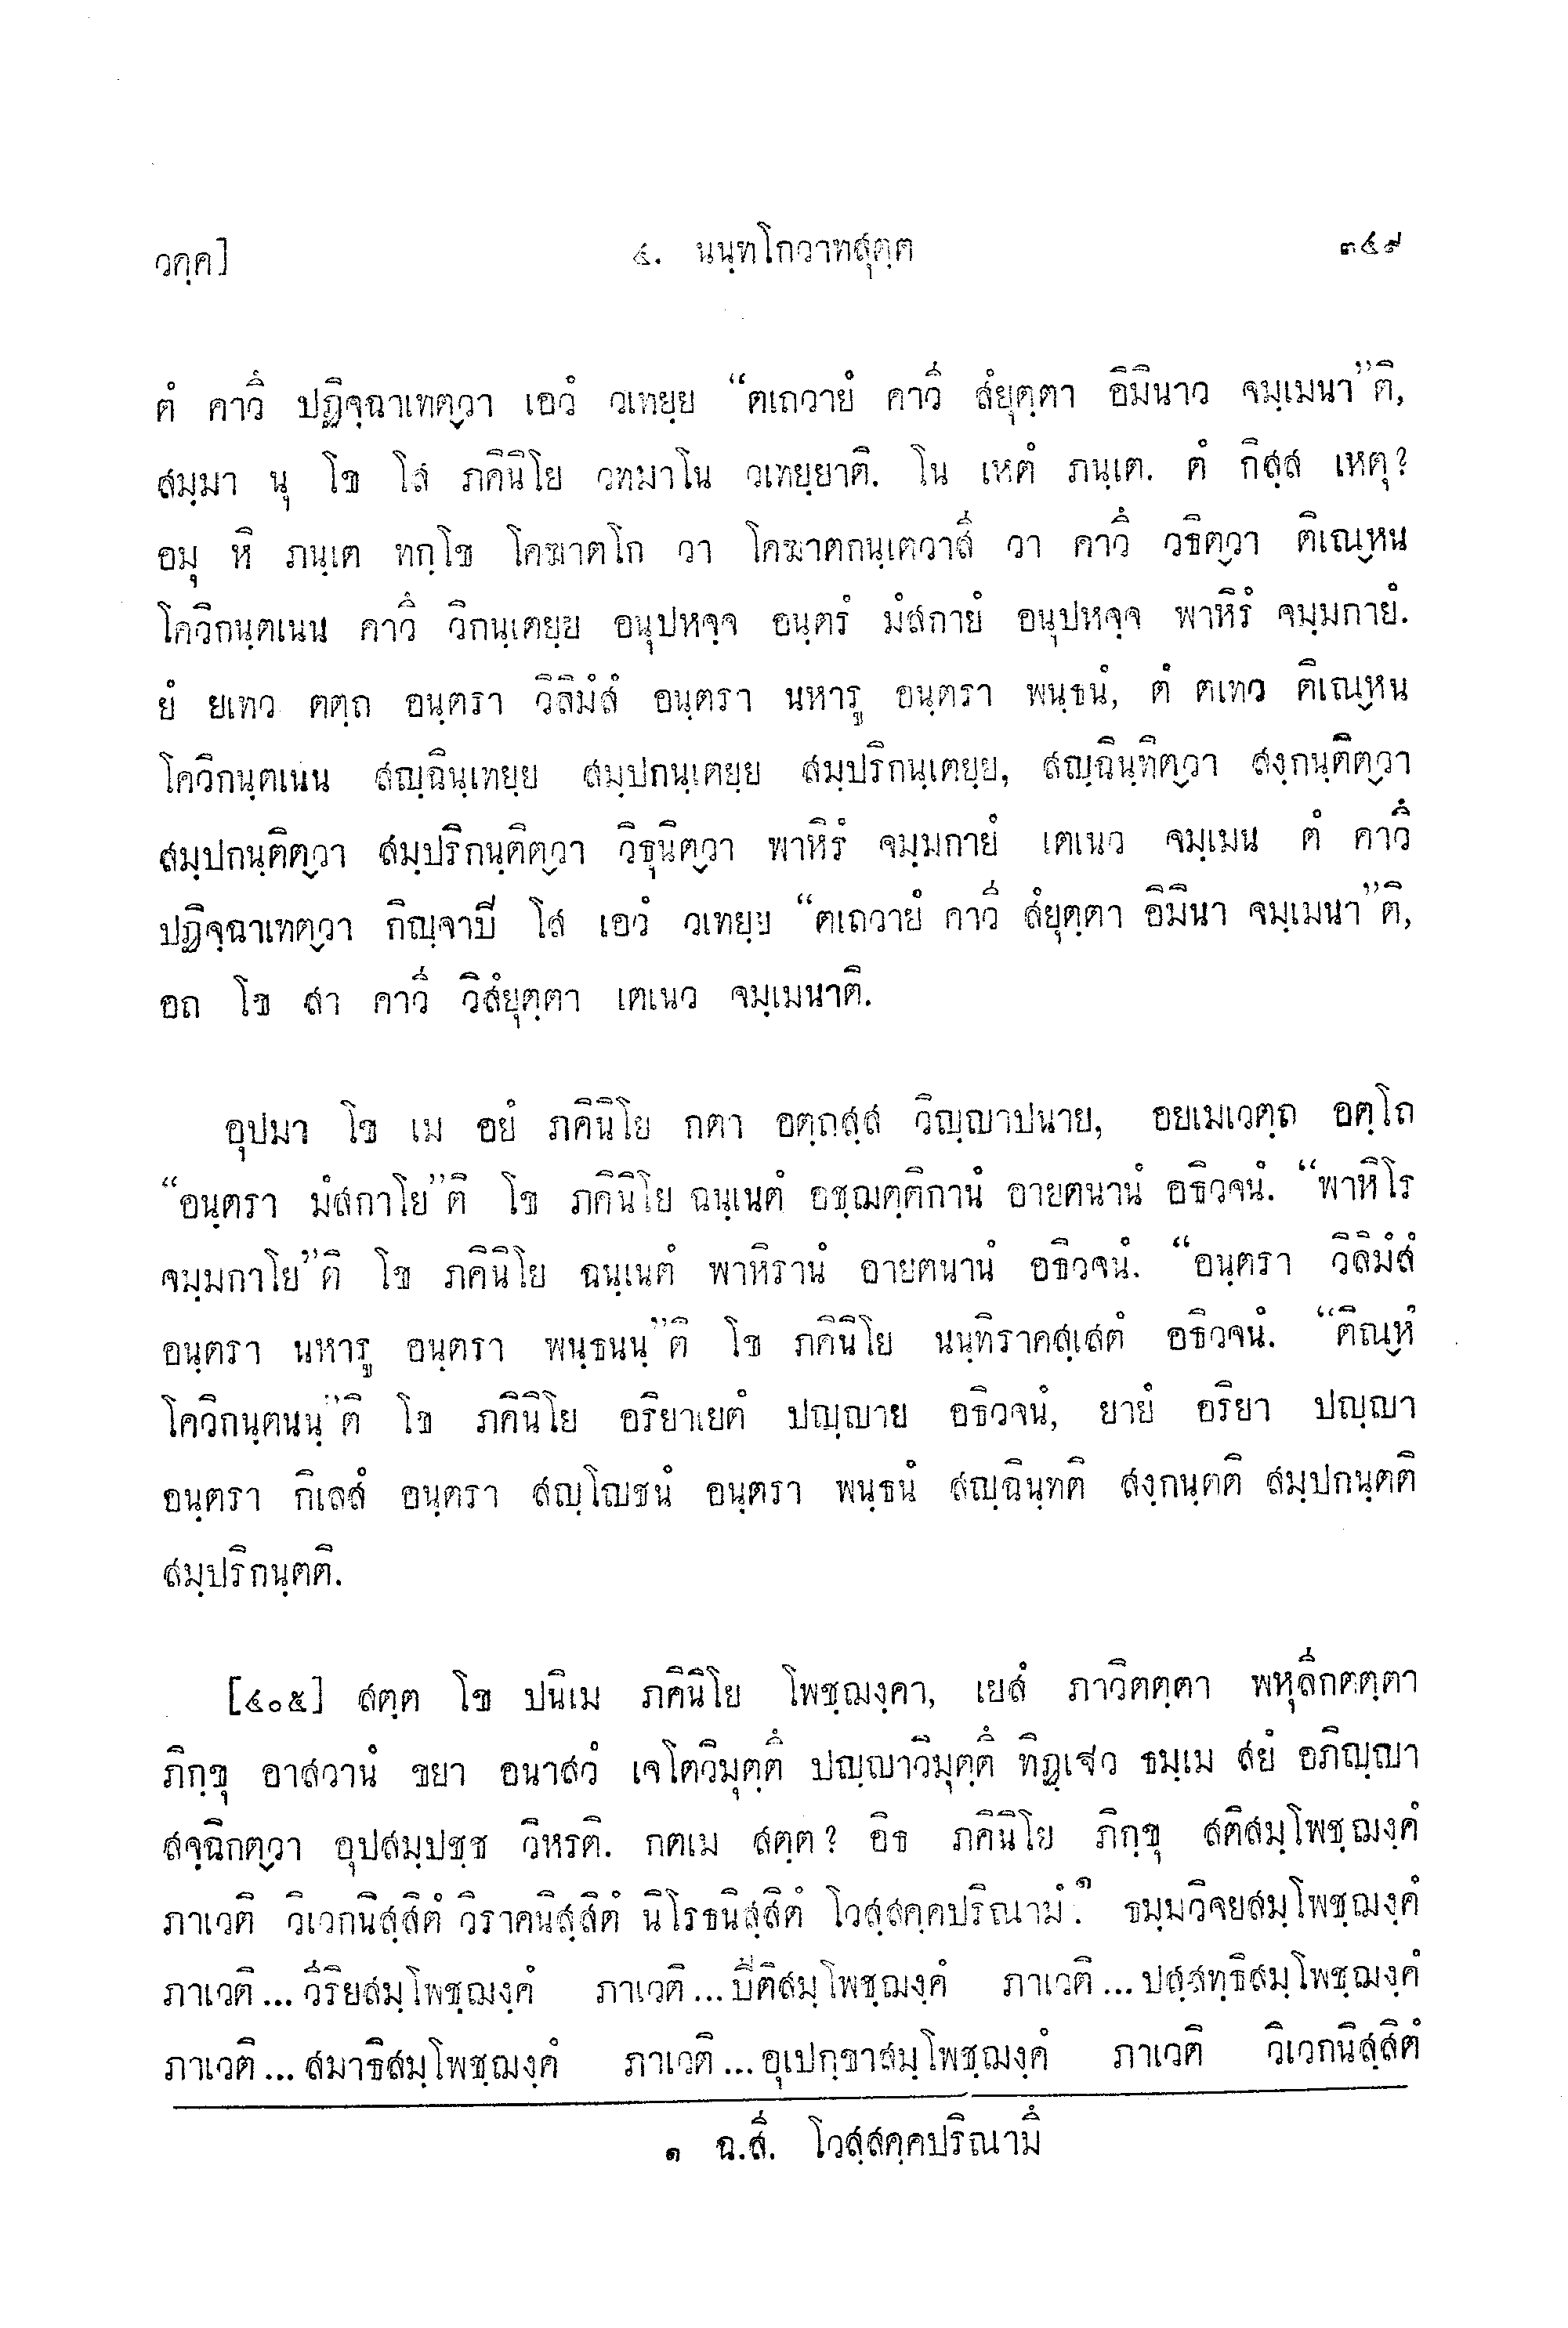 วคฺค]
๔. นนฺทโกวาทสุตฺต
๓๔๙
ตํ คาวึ ปฏิจฺฉาเทตฺวา เอวํ วเทยฺย “ตเถวายํ คาวี สํยุตฺตา อิมินาว จมฺเมนา”ติ,
สมฺมา นุ โข โส ภคินิโย วทมาโน วเทยฺยาติ. โน เหตํ ภนฺเต. ตํ กิสฺส เหตุ?
อมุ หิ ภนฺเต ทกฺโข โคฆาตโก วา โคฆาตกนฺเตวาสี วา คาวึ วธิตฺวา ติเณฺหน
โควิกนฺตเนน คาวึ วิกนฺเตยฺย อนุปหจฺจ อนฺตรํ มํสกายํ อนุปหจฺจ พาหิรํ จมฺมกายํ.
ยํ ยเทว ตตฺถ อนฺตรา วิลิมํสํ อนฺตรา นหารู อนฺตรา พนฺธนํ, ตํ ตเทว ติเณฺหน
โควิกนฺตเนน สญฺฉินฺเทยฺย สมฺปกนฺเตยฺย สมฺปริกนฺเตยฺย, สญฺฉินฺทิตฺวา สงฺกนฺติตฺวา
สมฺปกนฺติตฺวา สมฺปริกนฺติตฺวา วิธุนิตฺวา พาหิรํ จมฺมกายํ เตเนว จมฺเมน ตํ คาวึ
ปฏิจฺฉาเทตฺวา กิญฺจาปิ โส เอวํ วเทยฺย “ตเถวายํ คาวี สํยุตฺตา อิมินา จมฺเมนา”ติ,
อถ โข สา คาวี วิสํยุตฺตา เตเนว จมฺเมนาติ.
อุปมา โข เม อยํ ภคินิโย กตา อตฺถสฺส วิญฺญาปนาย, อยเมเวตฺถ อตฺโถ
“อนฺตรา มํสกาโย”ติ โข ภคินิโย ฉนฺเนตํ อชฺฌตฺติกานํ อายตนานํ อธิวจนํ. “พาหิโร
จมฺมกาโย”ติ โข ภคินิโย ฉนฺเนตํ พาหิรานํ อายตนานํ อธิวจนํ. “อนฺตรา วิลิมํสํ
อนฺตรา นหารู อนฺตรา พนฺธนนฺ”ติ โข ภคินิโย นนฺทิราคสฺเสตํ อธิวจนํ. “ติณฺหํ
โควิกนฺตนนฺ”ติ โข ภคินิโย อริยาเยตํ ปญฺญาย อธิวจนํ, ยายํ อริยา ปญฺญา
อนฺตรา กิเลสํ อนฺตรา สญฺโญชนํ อนฺตรา พนฺธนํ สญฺฉินฺทติ สงฺกนฺตติ สมฺปกนฺตติ
สมฺปริกนฺตติ.
[๔๐๕] สตฺต โข ปนิเม ภคินิโย โพชฺฌงฺคา, เยสํ ภาวิตตฺตา พหุลีกตตฺตา
ภิกฺขุ อาสวานํ ขยา อนาสวํ เจโตวิมุตฺตึ ปญฺญาวิมุตฺตึ ทิฏฺเฐว ธมฺเม สยํ อภิญฺญา
สจฺฉิกตฺวา อุปสมฺปชฺช วิหรติ. กตเม สตฺต? อิธ ภคินิโย ภิกฺขุ สติสมฺโพชฺฌงฺคํ
ภาเวติ วิเวกนิสฺสิตํ วิราคนิสฺสิตํ นิโรธนิสฺสิตํ โวสฺสคฺคปริณามํ.๑ ธมฺมวิจยสมฺโพชฺฌงฺคํ
ภาเวติ...วีริยสมฺโพชฺฌงฺคํ ภาเวติ...ปีติสมฺโพชฺฌงฺคํ ภาเวติ...ปสฺสทฺธิสมฺโพชฺฌงฺคํ
ภาเวติ...สมาธิสมฺโพชฺฌงฺคํ ภาเวติ...อุเปกฺขาสมฺโพชฺฌงฺคํ ภาเวติ วิเวกนิสฺสิตํ
๑ ฉ.สี. โวสฺสคฺคปริณามึ